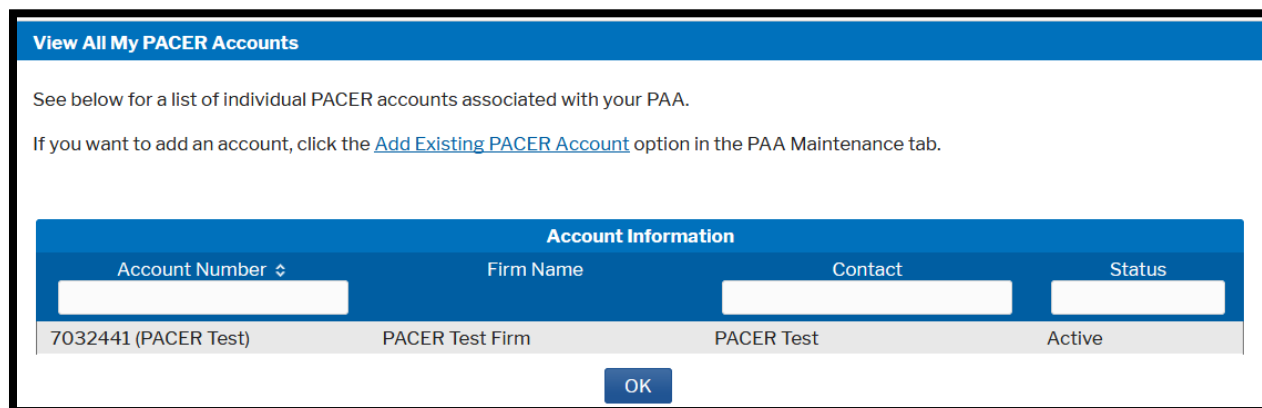 View All My PACER Accounts
See below for a list of individual PACER accounts associated with your PAA.
If you want to add an account, click the Add Existing PACER Account option in the PAA Maintenance tab.
Account Information
Account Number Firm Name Contact Status
7032441 (PACER Test) PACER Test Firm PACER Test Active
OK